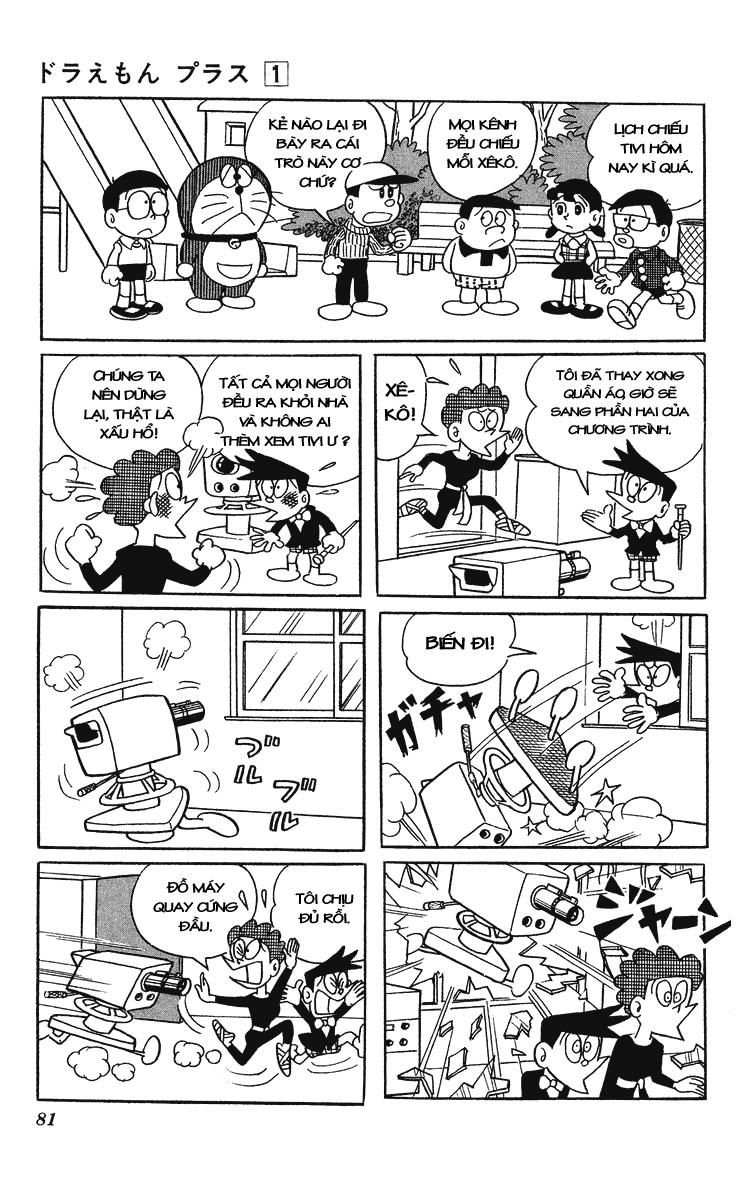 ドラえもん プラス 1
LỊCH CHIẾU
TIVI HÔM
NAY KÌ QUÁ.
MỌI KÊNH
ĐỀU CHIẾU
MỖI XÊKÔ.
KẺ NÀO LẠI ĐI
BÀY RA CÁI
TRÒ NÀY CƠ
CHỨ?
TÔI ĐÃ THAY XONG
QUẦN ÁO, GIỜ SẼ
SANG PHẦN HAI CỦA
CHƯƠNG TRÌNH.
XÊ-
KÔ!
TẤT CẢ MỌI NGƯỜI
ĐỀU RA KHỎI NHÀ
VÀ KHÔNG AI
THÈM XEM TIVI Ư ?
CHÚNG TA
NÊN DỪNG
LẠI, THẬT LÀ
XẤU HỔ!
BIẾN ĐI!
ガチャ
ブル
ブル
ジャーン
TÔI CHỊU
ĐỦ RỒI.
ĐỒ MÁY
QUAY CỨNG
ĐẦU.
81